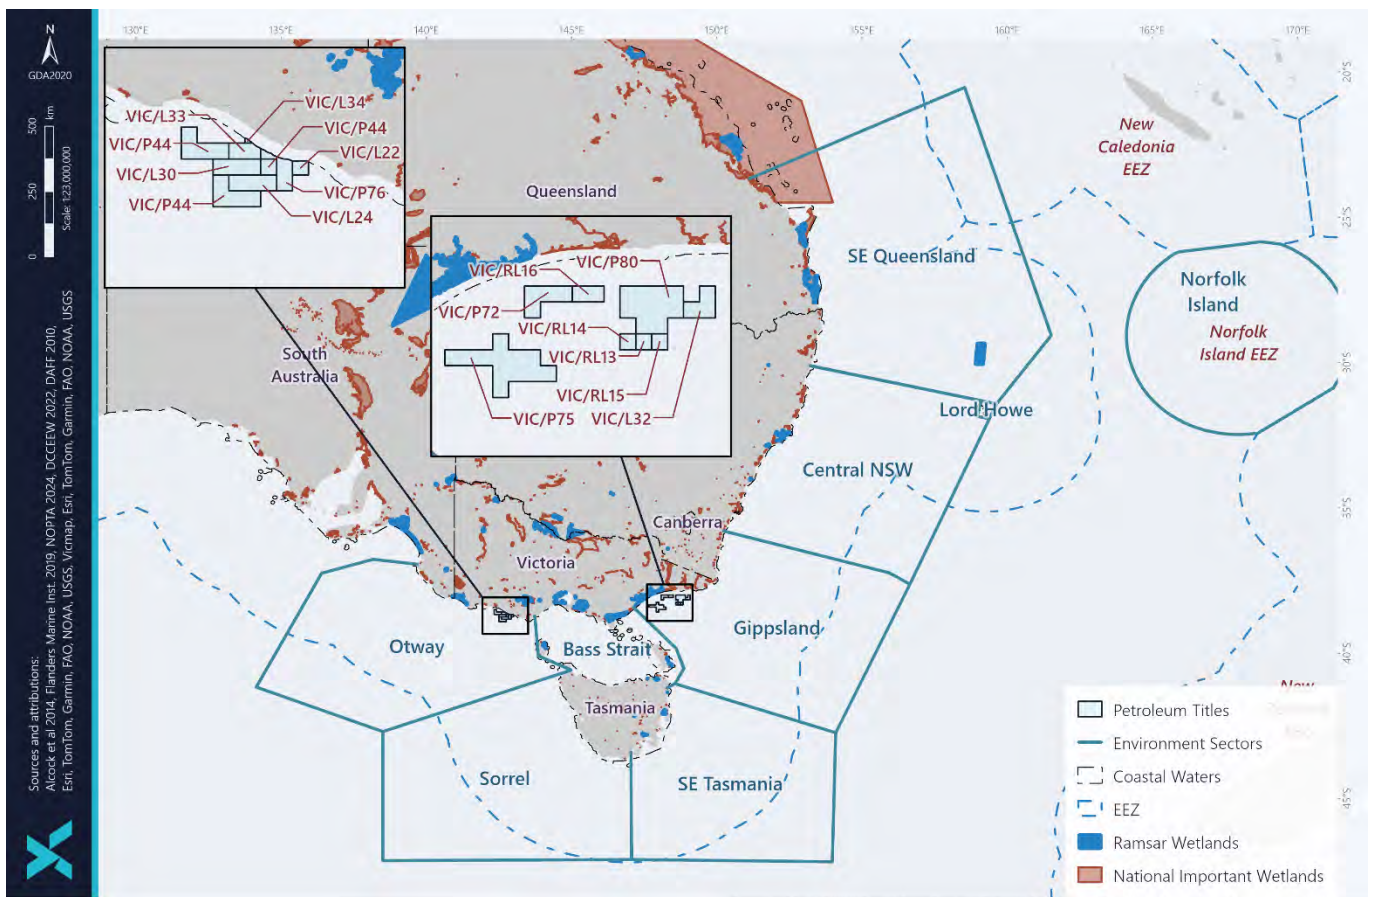 N
GDA2020
500
km
250
0
Scale: 1:23,000,000
Sources and attributions:
Alcock et al 2014, Flanders Marine Inst. 2019, NOPTA 2024, DCCEEW 2022, DAFF 2010,
Esri, TomTom, Garmin, FAO, NOAA, USGS, Vicmap, Esri, TomTom, Garmin, FAO, NOAA, USGS
130°E
135°E
140°E
145°E
150°E
155°E
160°E
165°E
170°E
20°S
25°S
30°S
35°S
40°S
45°S
VIC/L34
VIC/L33
VIC/P44
VIC/P44
VIC/L22
VIC/L30
VIC/P76
VIC/P44
VIC/L24
VIC/P80
VIC/RL16
VIC/P72
VIC/RL14
VIC/RL13
VIC/RL15
VIC/P75
VIC/L32
Queensland
South
Australia
Canberra
Victoria
Tasmania
New
Caledonia
EEZ
SE Queensland
Norfolk
Island
Norfolk
Island EEZ
Lord Howe
Central NSW
Gippsland
Otway
Bass Strait
Sorrel
SE Tasmania
New
Petroleum Titles
Environment Sectors
Coastal Waters
EEZ
Ramsar Wetlands
National Important Wetlands